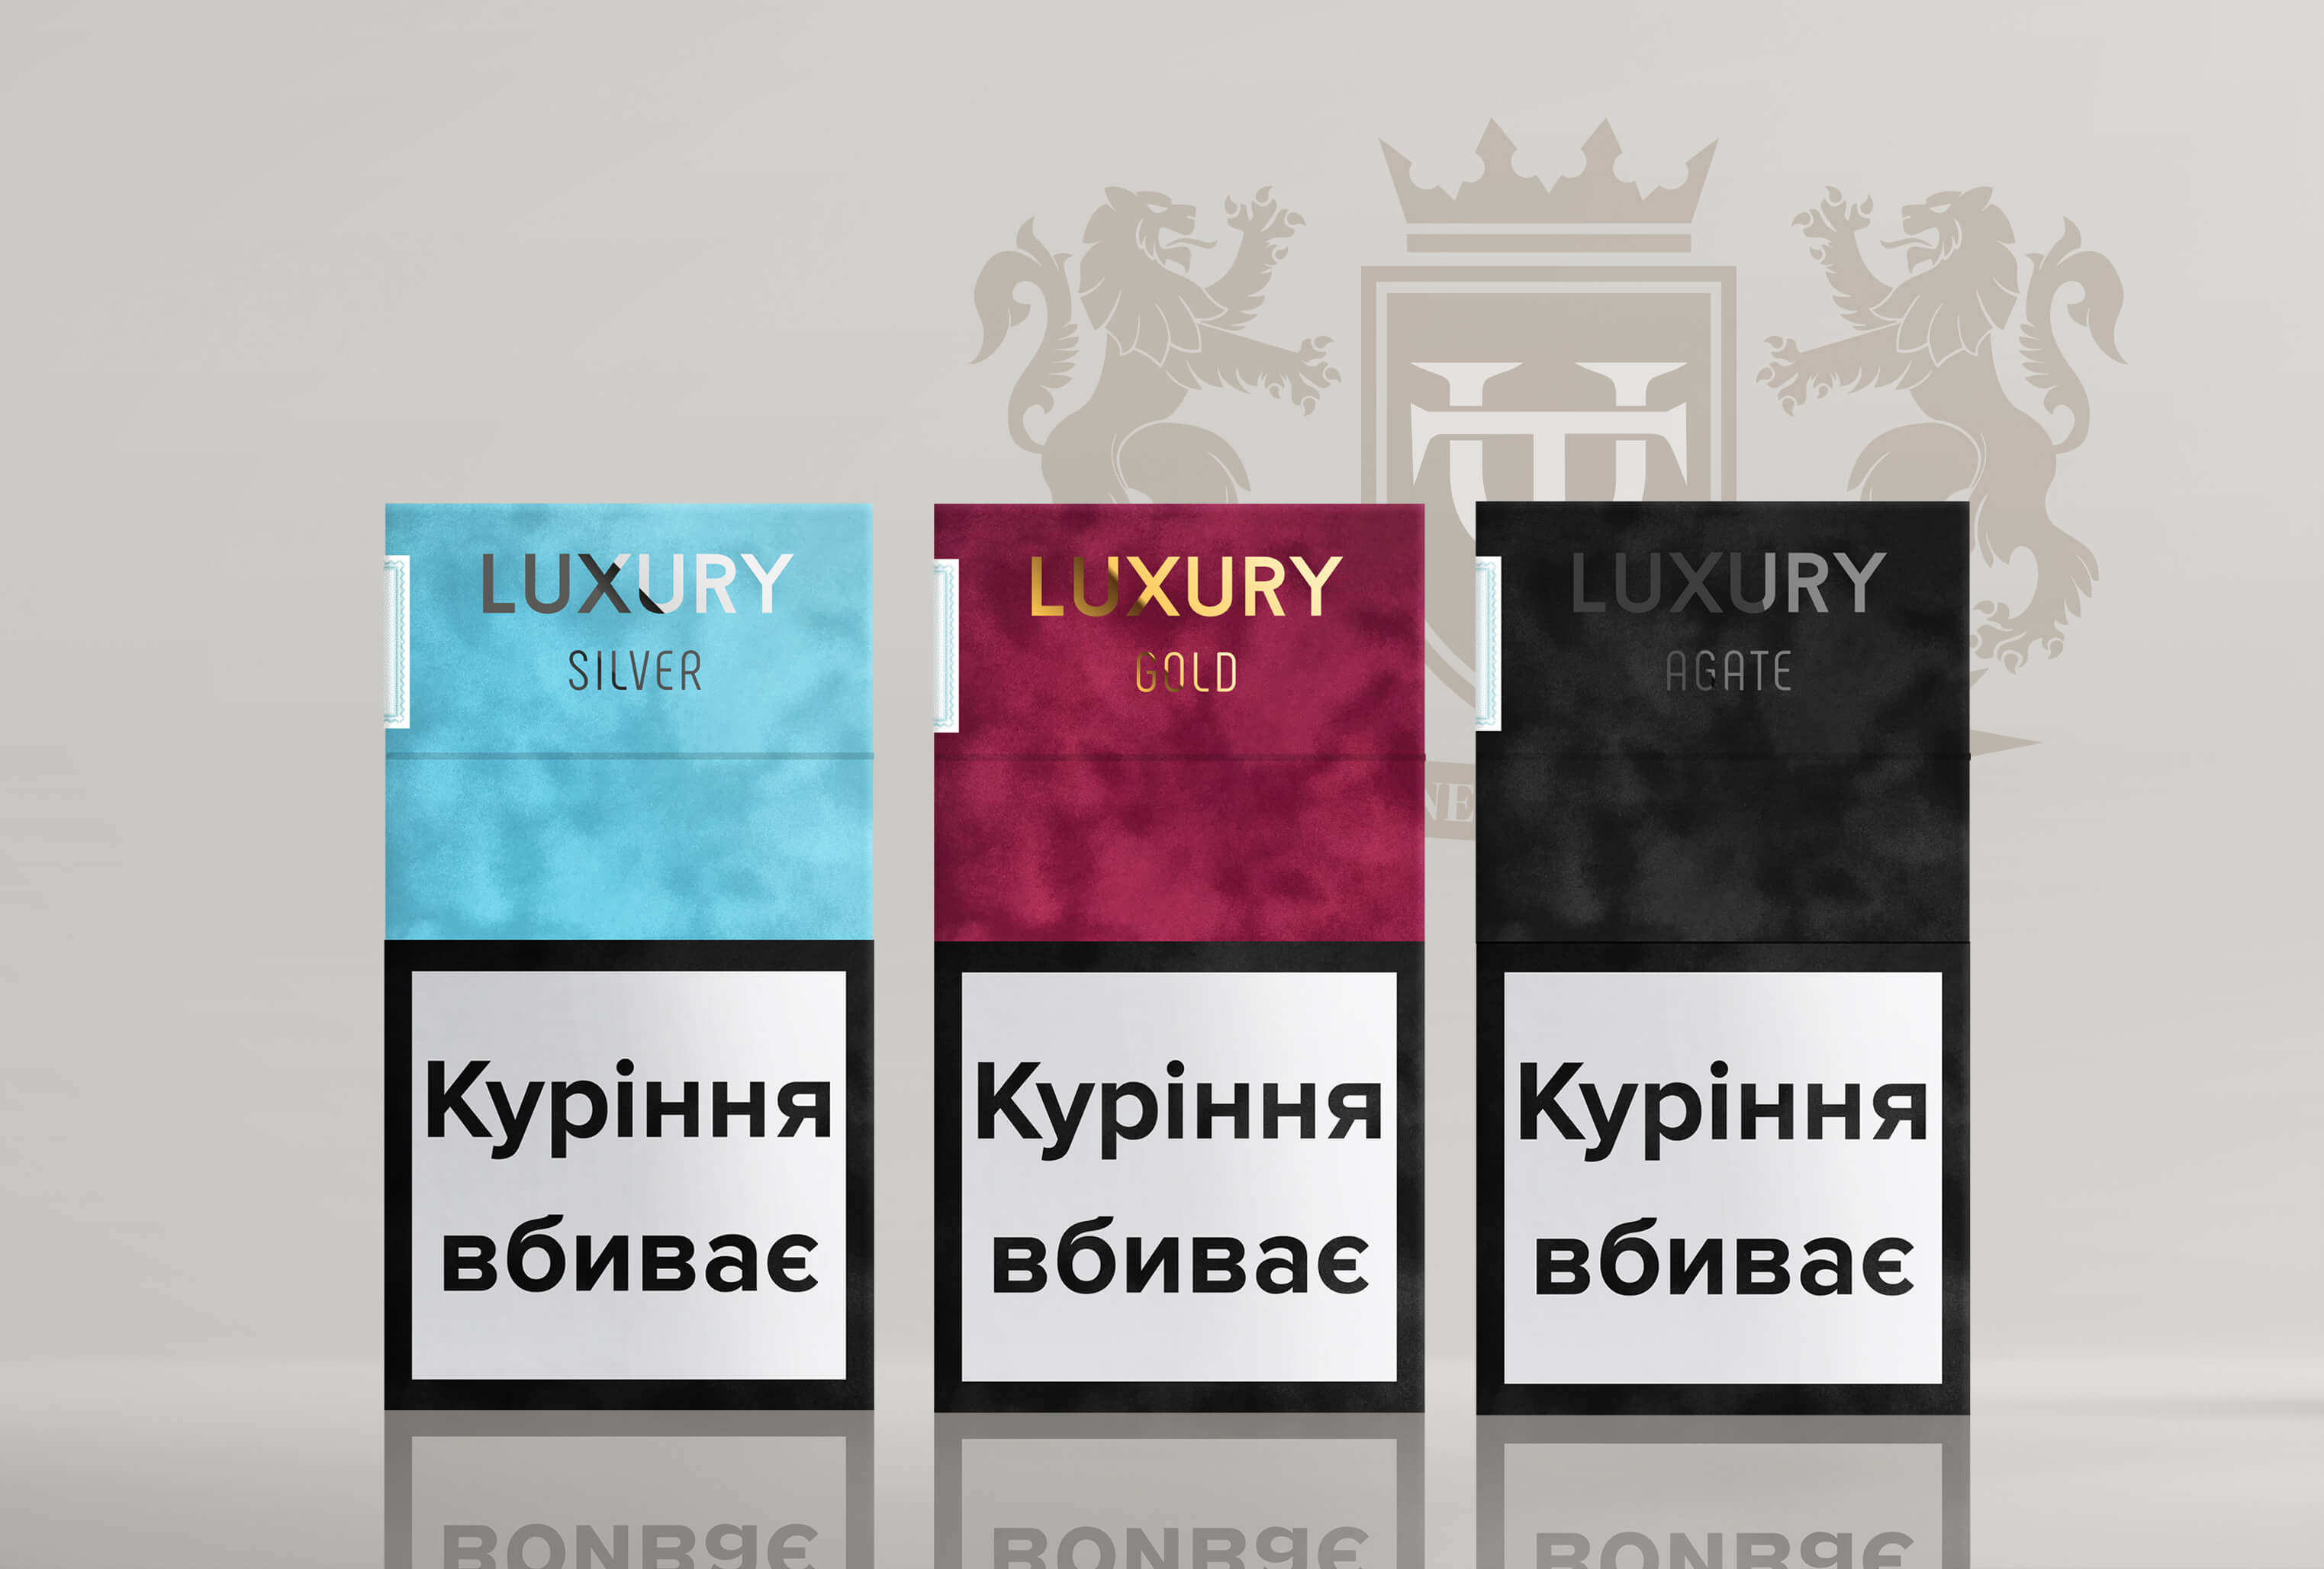 LUXURY
SILVER
Куріння
вбиває
LUXURY
GOLD
Куріння
вбиває
LUXURY
AGATE
Куріння
вбиває